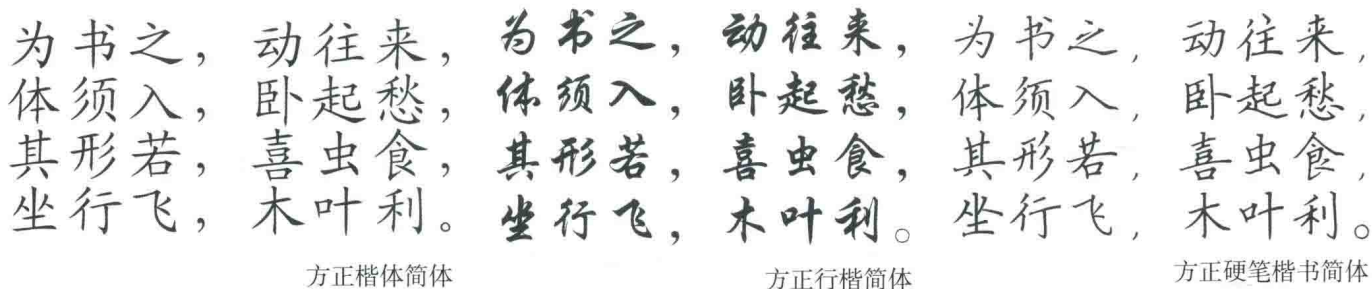 为书之，动往来，
体须入，卧起愁，
其形若，喜虫食，
坐行飞，木叶利。
方正楷体简体
为书之，动往来，
体须入，卧起愁，
其形若，喜虫食，
坐行飞，木叶利。
方正行楷简体
为书之，动往来，
体须入，卧起愁，
其形若，喜虫食，
坐行飞，木叶利。
方正硬笔楷书简体